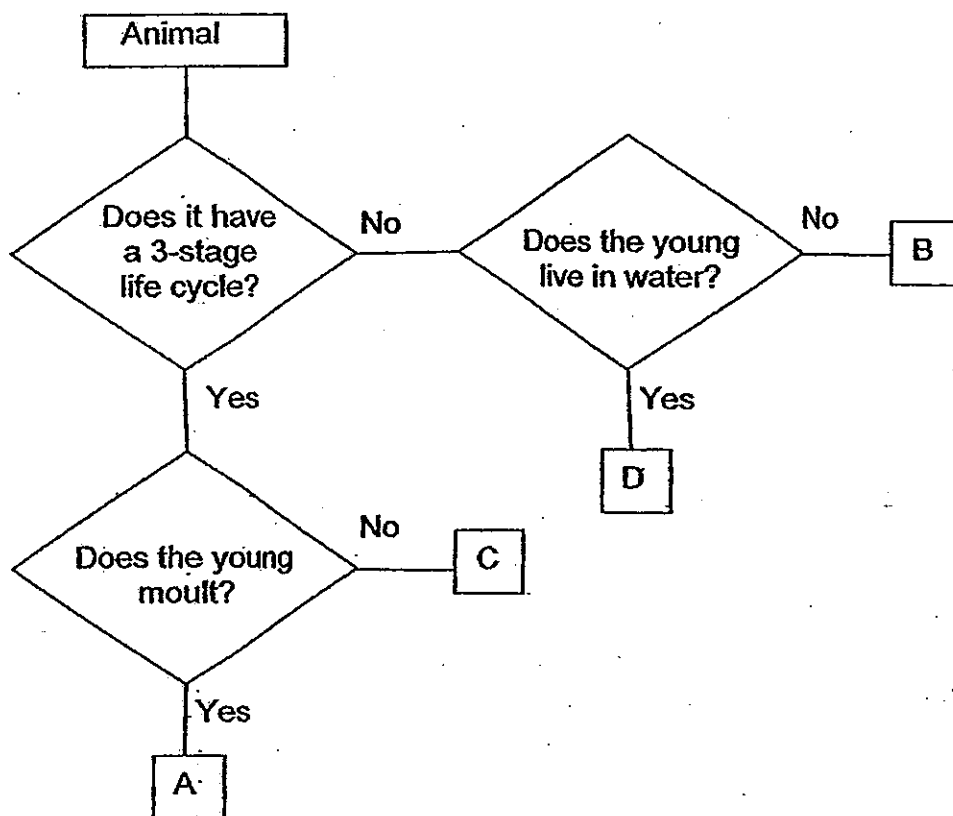 Animal
Does it have
a 3-stage
life cycle?
No
Does the young
live in water?
No
B
Yes
Yes
D
Does the young
moult?
No
C
Yes
A